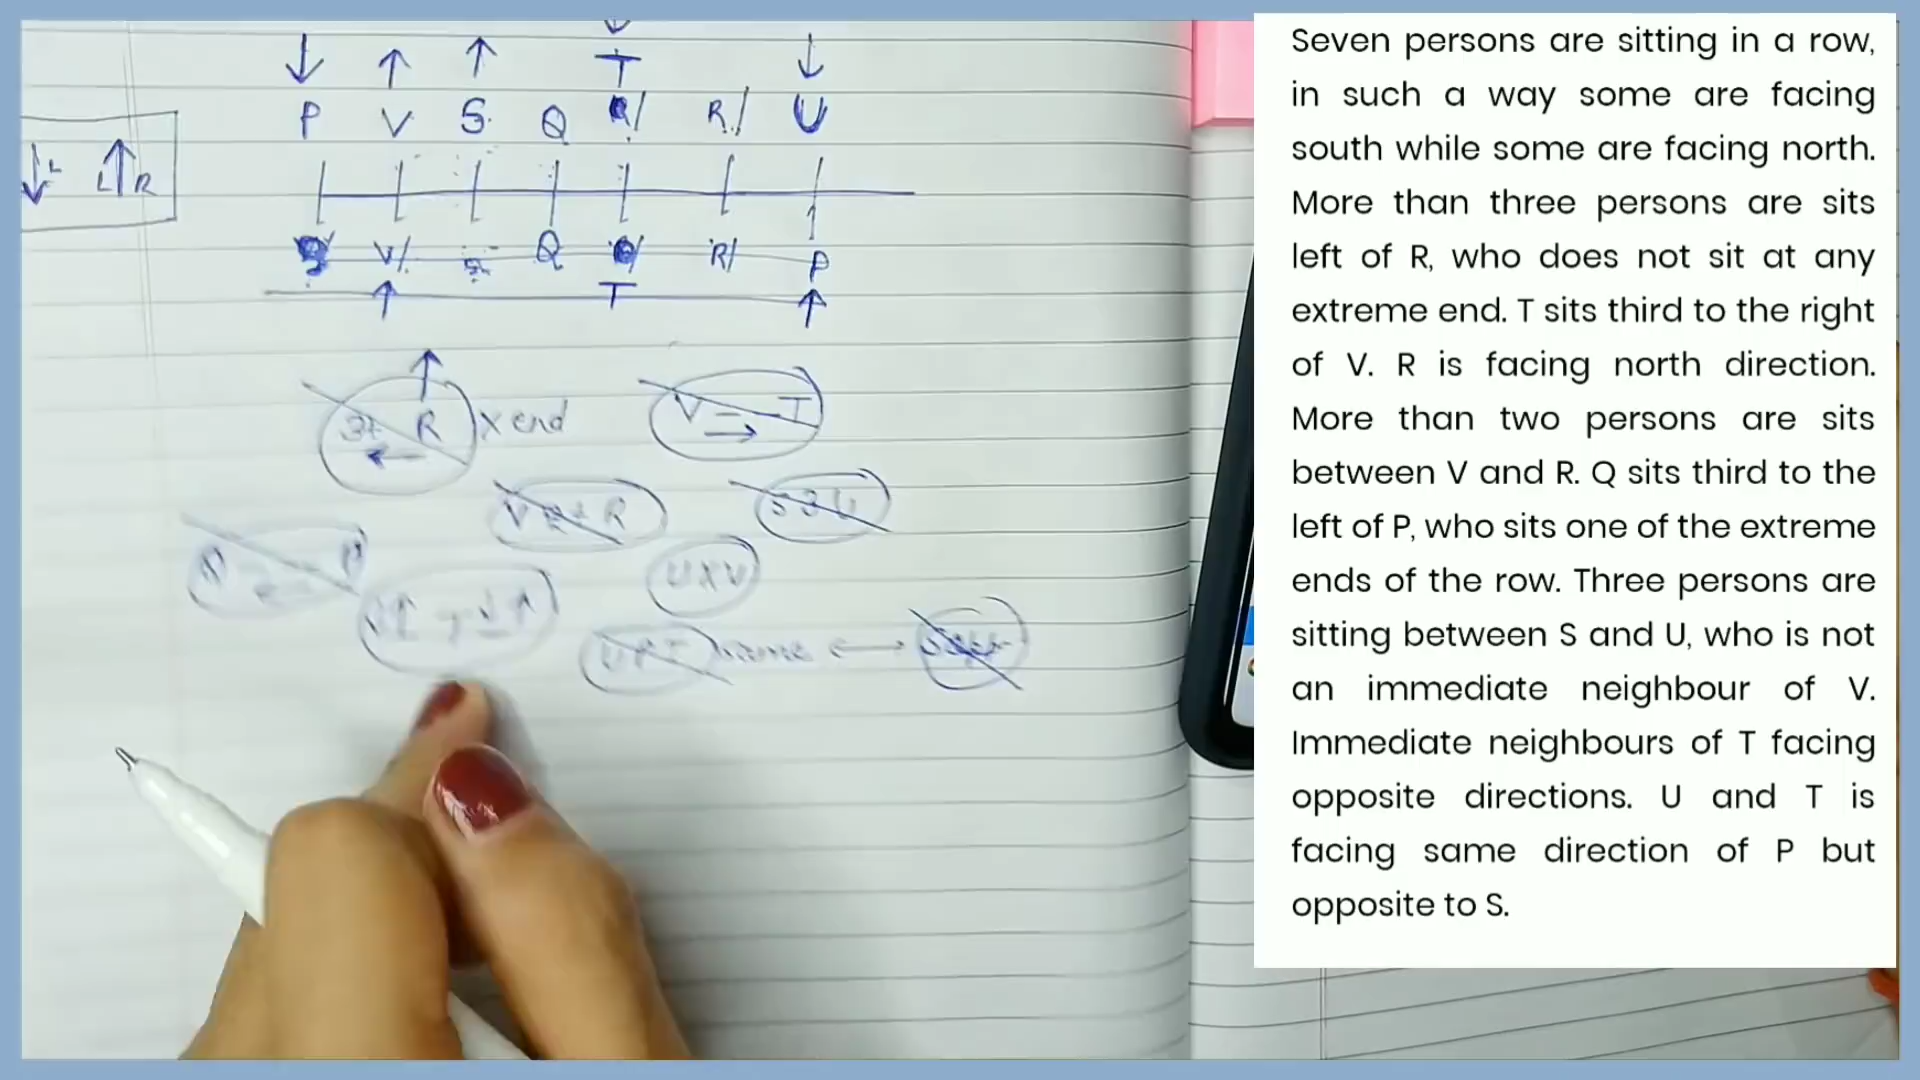 T
P V S Q R/ U
L L R
V/ Q R/ P
T
R X end
V T
V R
P
U X V
same
Seven persons are sitting in a row,
in such a way some are facing
south while some are facing north.
More than three persons are sits
left of R, who does not sit at any
extreme end. T sits third to the right
of V. R is facing north direction.
More than two persons are sits
between V and R. Q sits third to the
left of P, who sits one of the extreme
ends of the row. Three persons are
sitting between S and U, who is not
an immediate neighbour of V.
Immediate neighbours of T facing
opposite directions. U and T is
facing same direction of P but
opposite to S.